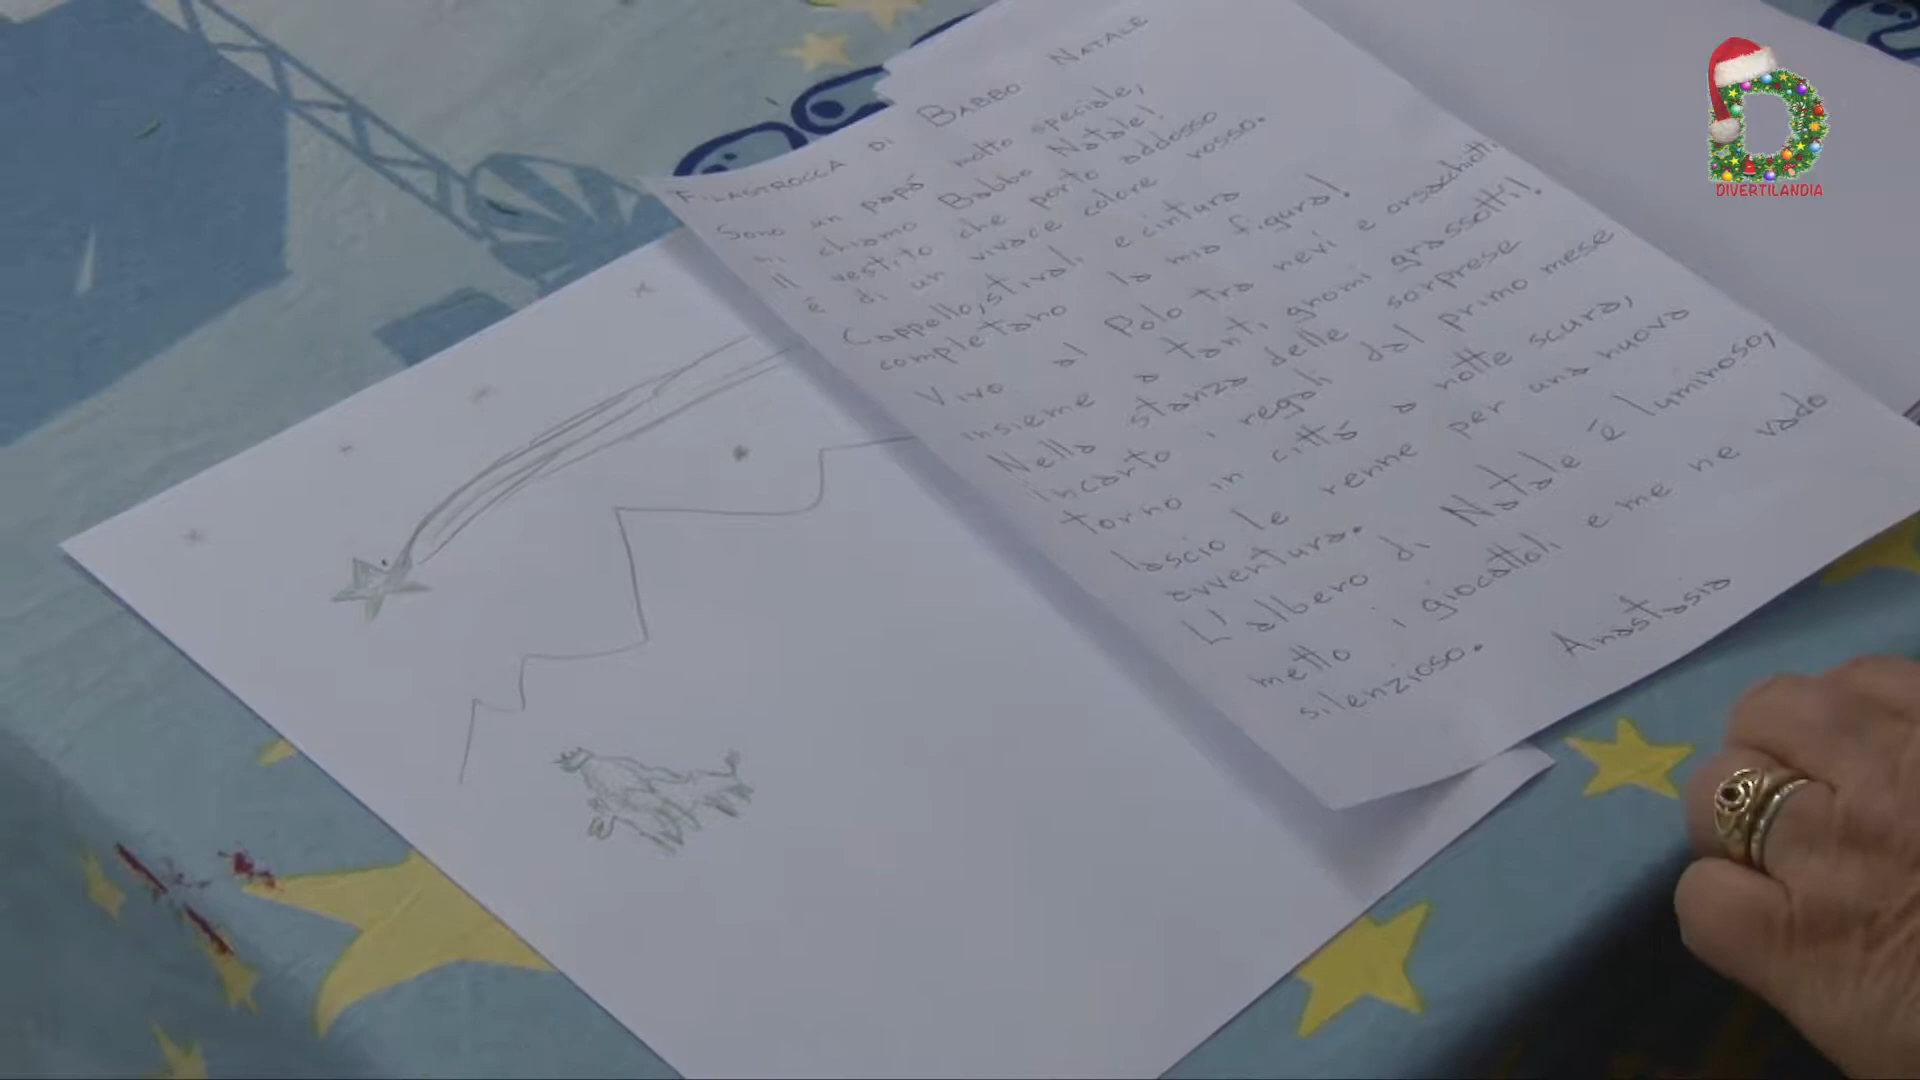 FILASTROCCA DI BABBO NATALE
Sono un papá molto speciale,
mi chiamo Babbo Natale!
Il vestito che porto addosso
é di un vivace colore rosso.
Cappello, stivali e cintura
completano la mia figura!
Vivo al Polo tra nevi e orsacchiotti
insieme a tanti gnomi grassotti!
Nella stanza delle sorprese
incarto i regali dal primo mese
torno in cittá a notte scura,
lascio le renne per una nuova
avventura.
L'albero di Natale é luminoso,
metto i giocattoli e me ne vado
silenzioso. Anastasia
DIVERTILANDIA